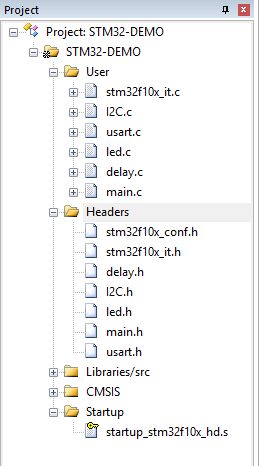 Project
Project: STM32-DEMO
STM32-DEMO
User
stm32f10x_it.c
I2C.c
usart.c
led.c
delay.c
main.c
Headers
stm32f10x_conf.h
stm32f10x_it.h
delay.h
I2C.h
led.h
main.h
usart.h
Libraries/src
CMSIS
Startup
startup_stm32f10x_hd.s